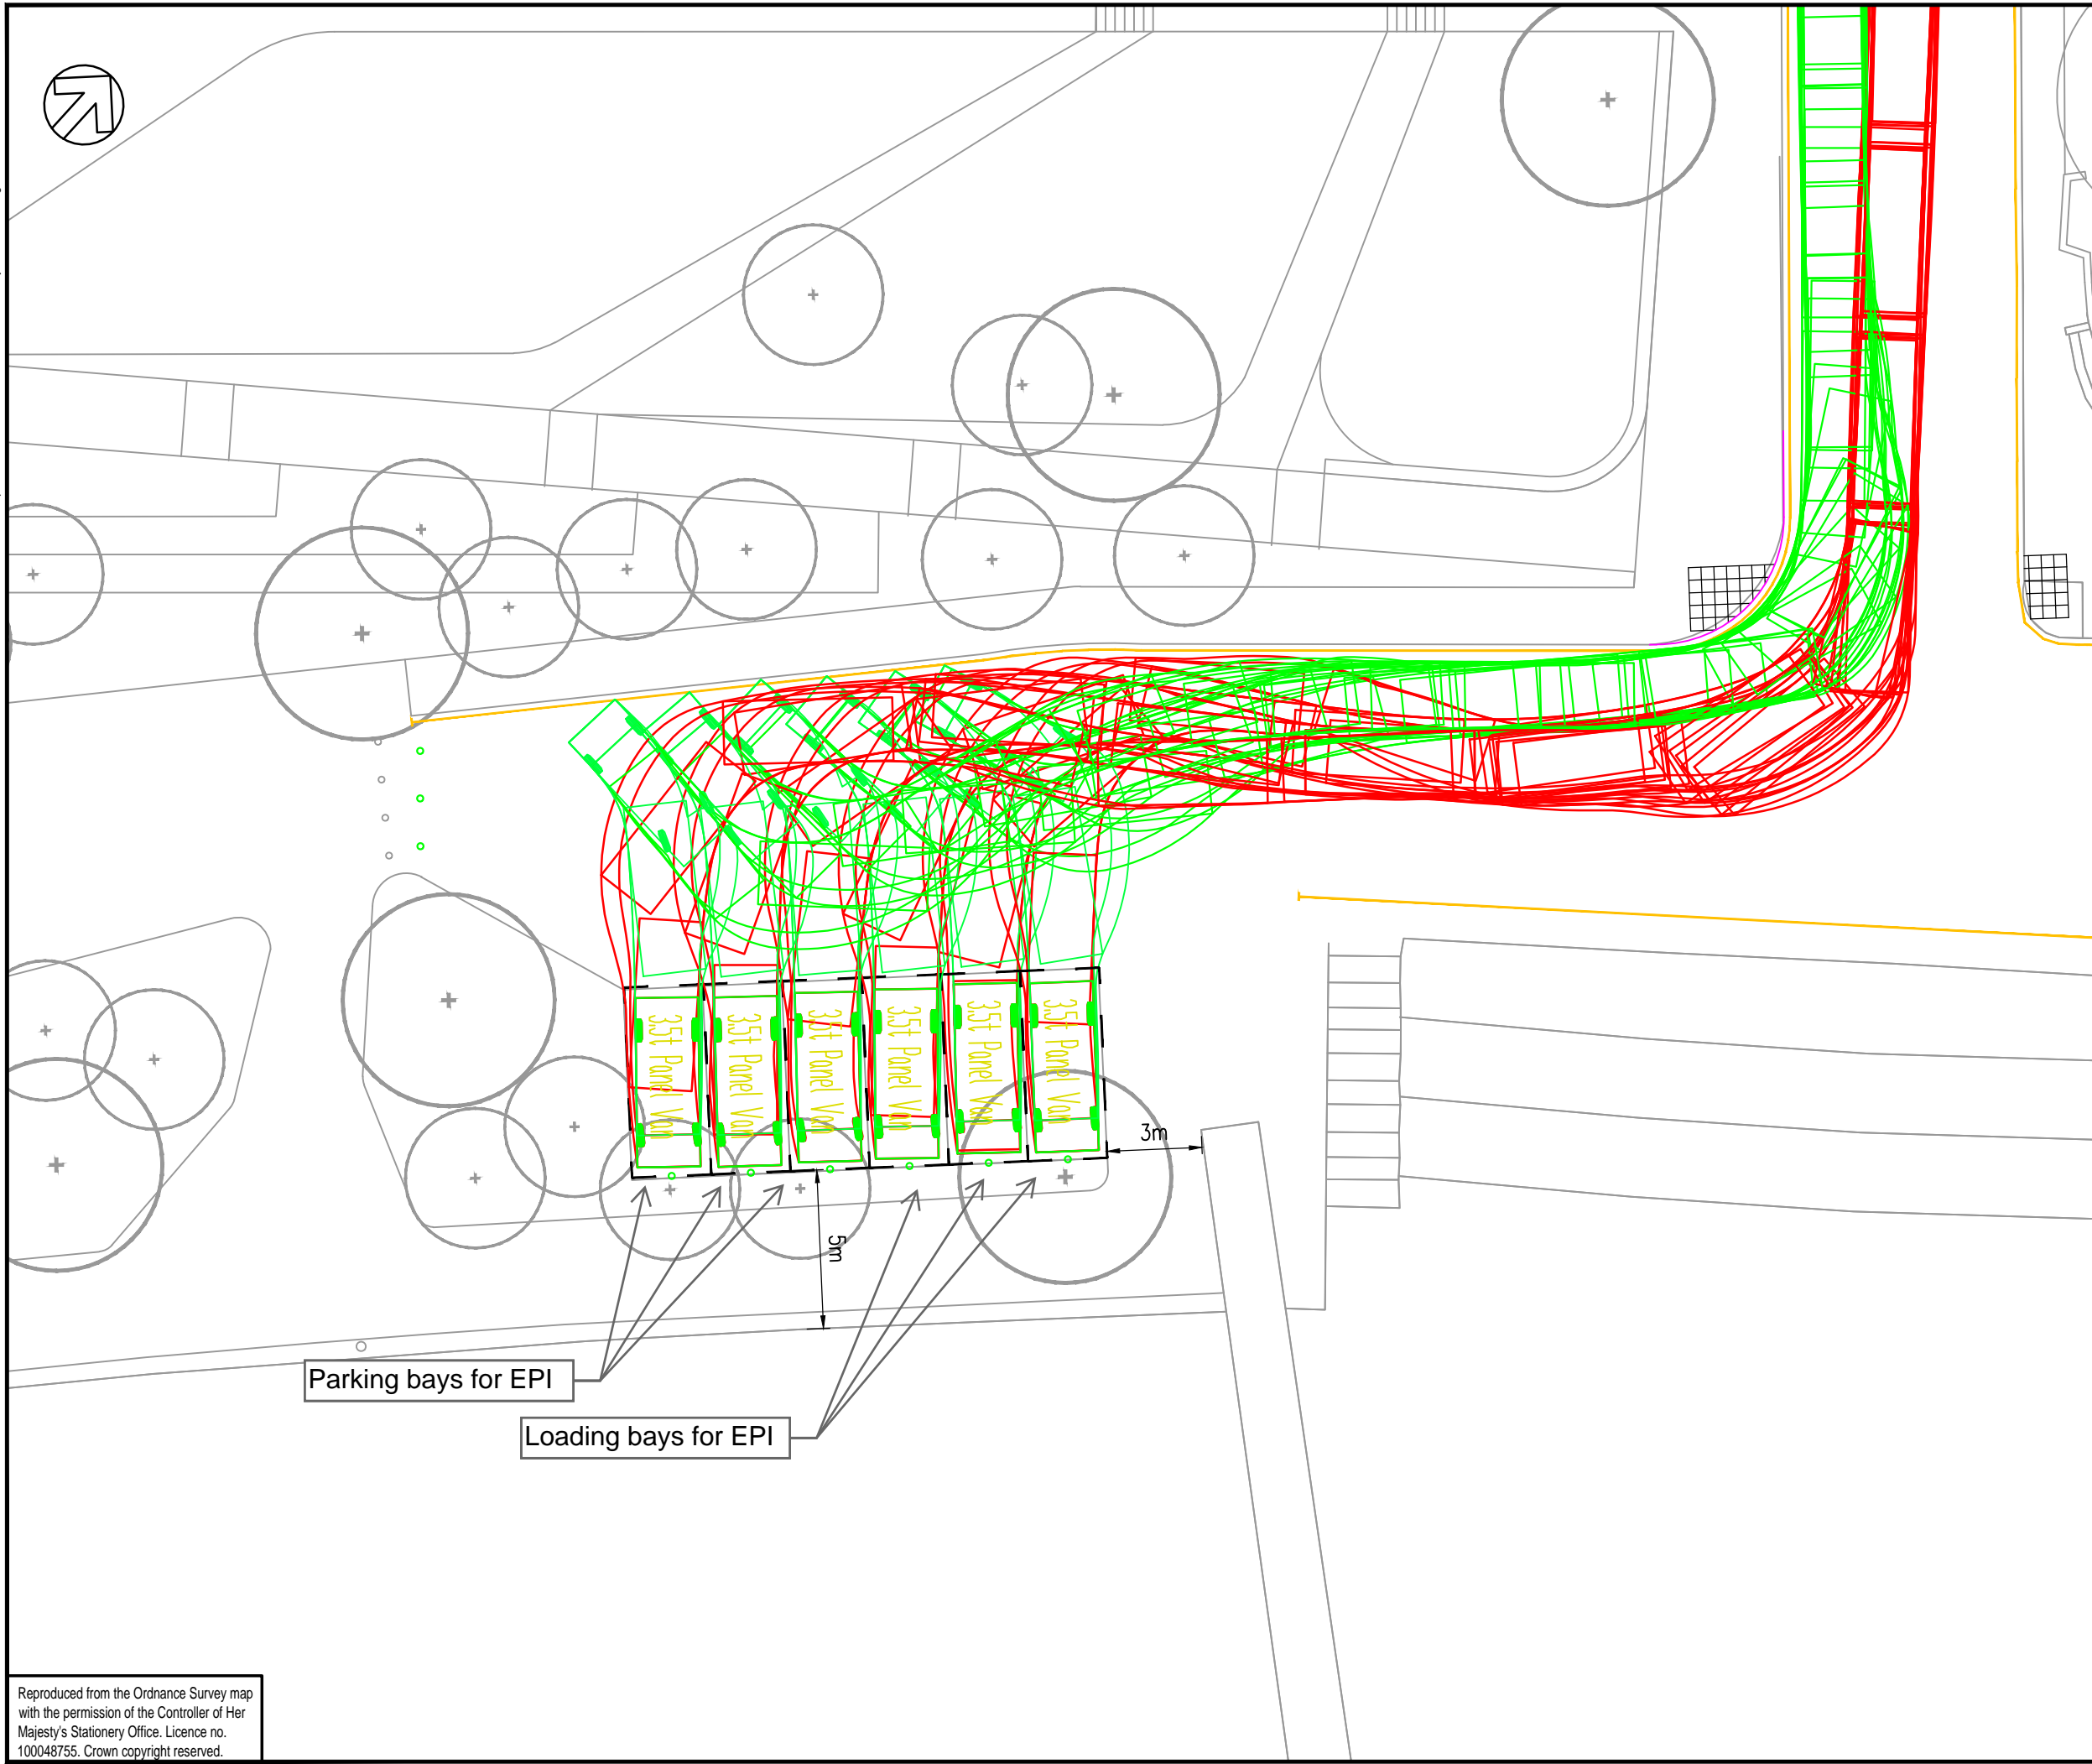 3.5t Panel Van
3.5t Panel Van
3.5t Panel Van
3.5t Panel Van
3.5t Panel Van
3.5t Panel Van
3m
5m
Parking bays for EPI
Loading bays for EPI
Reproduced from the Ordnance Survey map
with the permission of the Controller of Her
Majesty's Stationery Office. Licence no.
100048755. Crown copyright reserved.